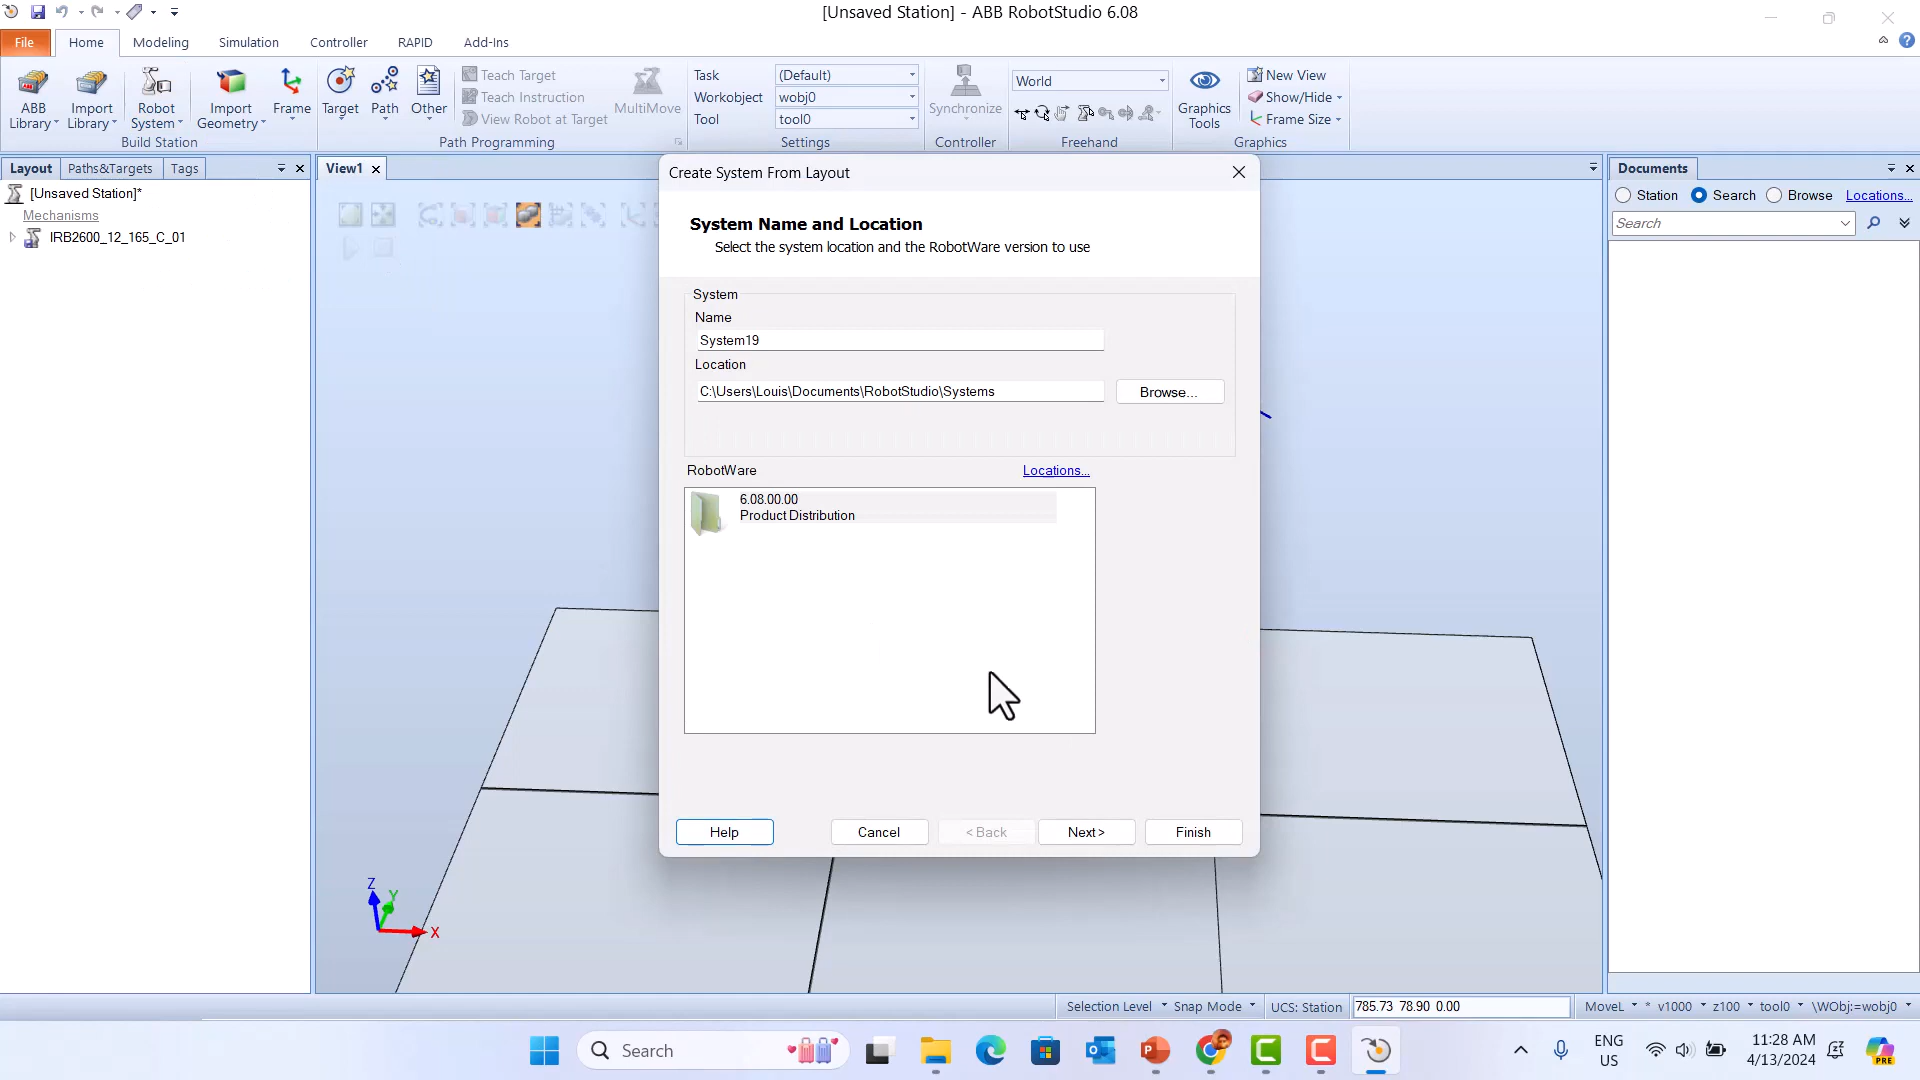 [Unsaved Station] - ABB RobotStudio 6.08
File Home Modeling Simulation Controller RAPID Add-Ins
ABB Library
Import Library
Robot System
Import Geometry
Frame
Build Station
Target
Path
Other
Teach Target
Teach Instruction
View Robot at Target
MultiMove
Path Programming
Task (Default)
Workobject wobj0
Tool tool0
Settings
Synchronize
Controller
World
Freehand
Graphics Tools
New View
Show/Hide
Frame Size
Graphics
Layout Paths&Targets Tags
[Unsaved Station]*
Mechanisms
IRB2600_12_165_C_01
View1
Create System From Layout
System Name and Location
Select the system location and the RobotWare version to use
System
Name
System19
Location
C:\Users\Louis\Documents\RobotStudio\Systems
Browse...
RobotWare Locations...
6.08.00.00
Product Distribution
Help Cancel < Back Next > Finish
Z
Y
X
Documents
Station Search Browse Locations...
Search
Selection Level Snap Mode UCS: Station 785.73 78.90 0.00 MoveL * v1000 z100 tool0 \WObj:=wobj0
Search
ENG
US
11:28 AM
4/13/2024
PRE